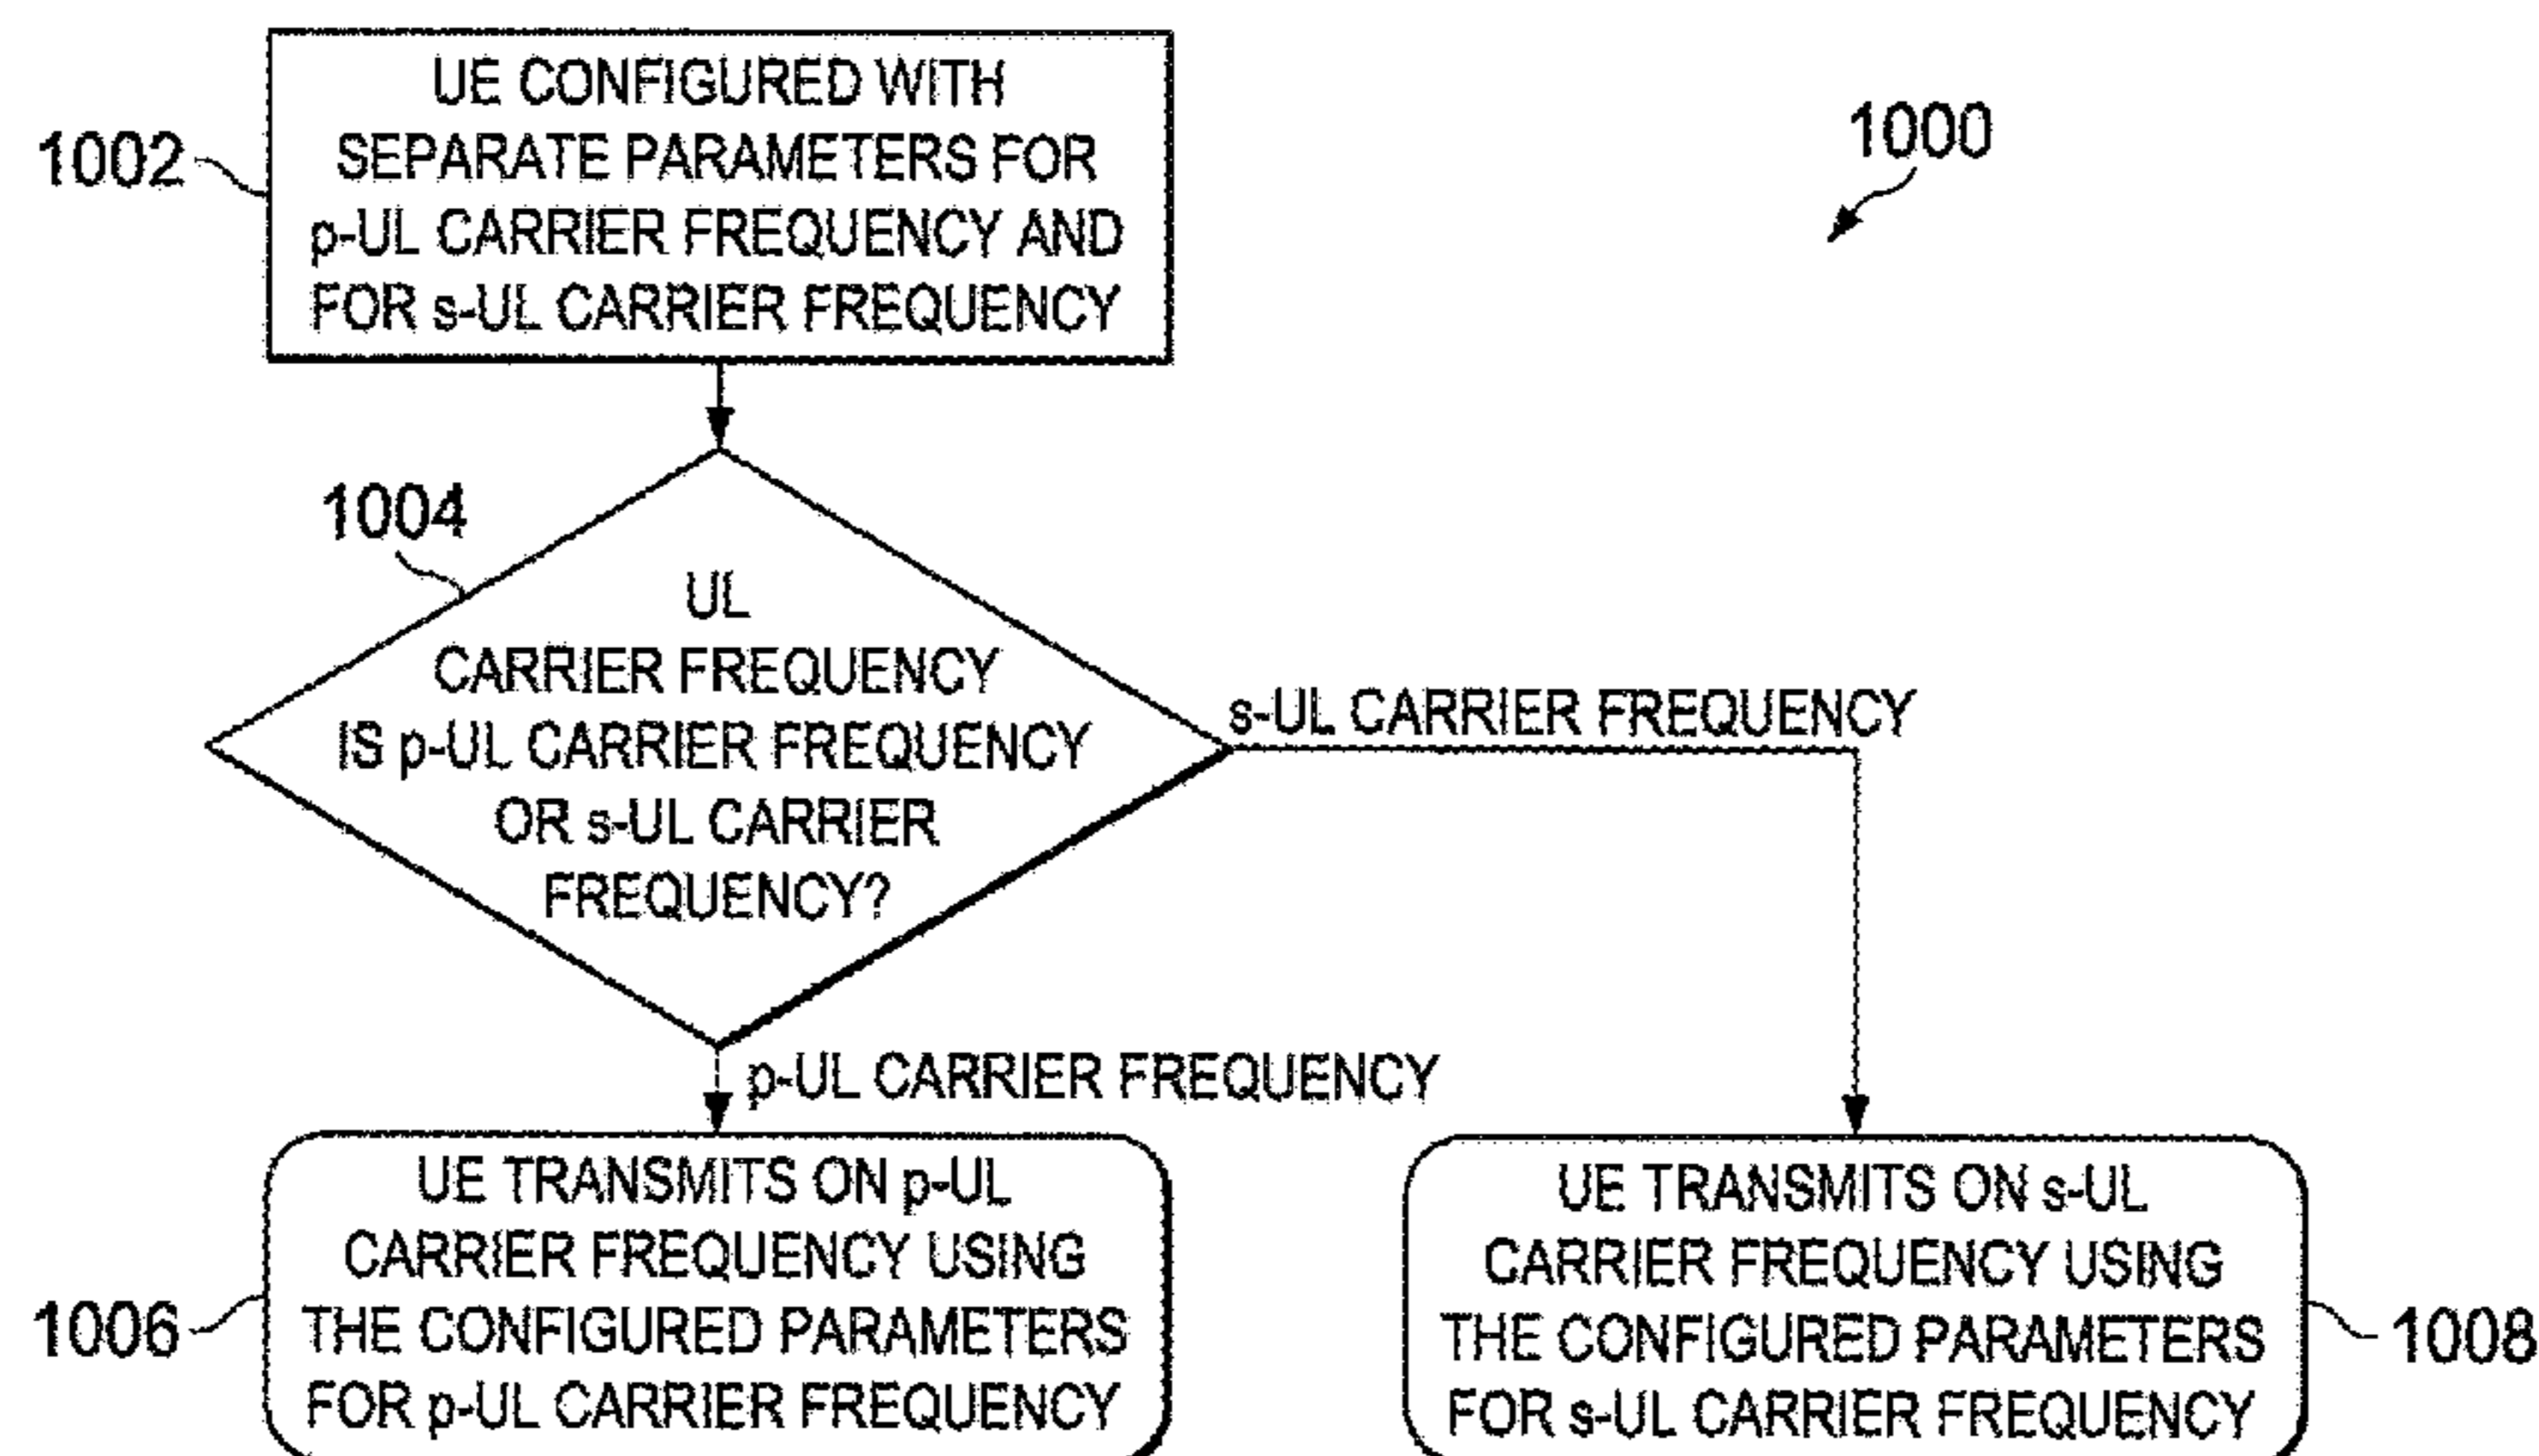 UE CONFIGURED WITH
SEPARATE PARAMETERS FOR
p-UL CARRIER FREQUENCY AND
FOR s-UL CARRIER FREQUENCY
1002
1000
1004
UL
CARRIER FREQUENCY
IS p-UL CARRIER FREQUENCY
OR s-UL CARRIER
FREQUENCY?
s-UL CARRIER FREQUENCY
p-UL CARRIER FREQUENCY
UE TRANSMITS ON p-UL
CARRIER FREQUENCY USING
THE CONFIGURED PARAMETERS
FOR p-UL CARRIER FREQUENCY
1006
UE TRANSMITS ON s-UL
CARRIER FREQUENCY USING
THE CONFIGURED PARAMETERS
FOR s-UL CARRIER FREQUENCY
1008